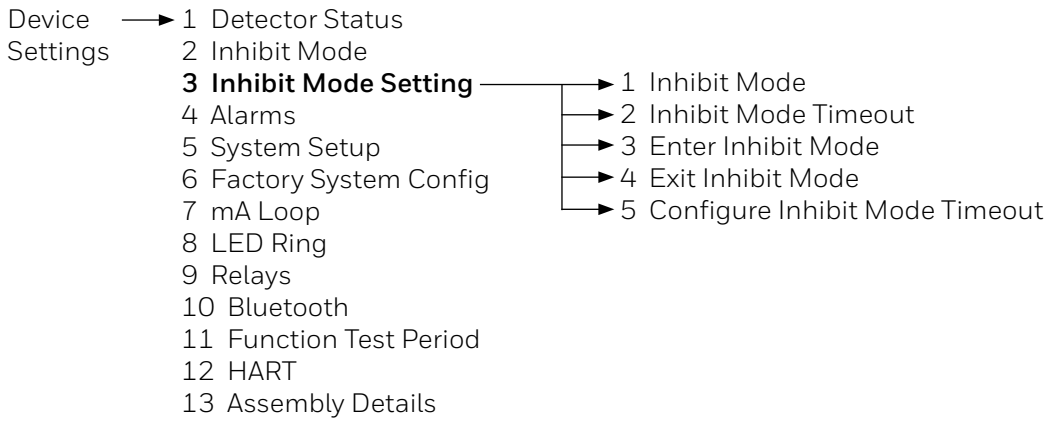 Device
Settings
1 Detector Status
2 Inhibit Mode
3 Inhibit Mode Setting
4 Alarms
5 System Setup
6 Factory System Config
7 mA Loop
8 LED Ring
9 Relays
10 Bluetooth
11 Function Test Period
12 HART
13 Assembly Details
1 Inhibit Mode
2 Inhibit Mode Timeout
3 Enter Inhibit Mode
4 Exit Inhibit Mode
5 Configure Inhibit Mode Timeout